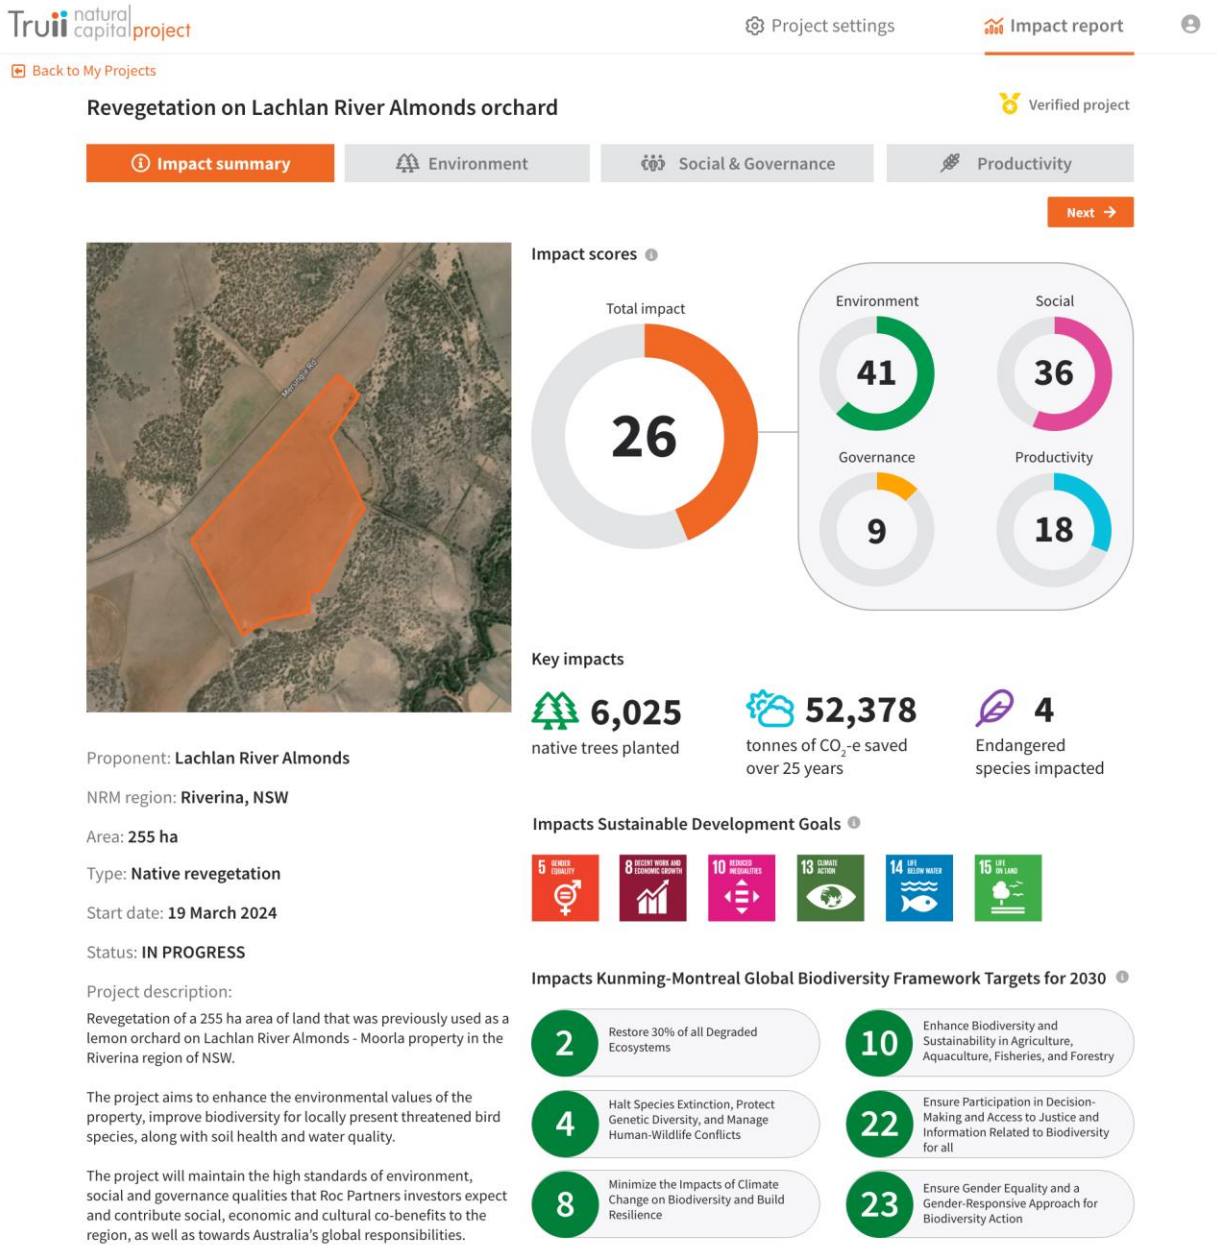 Truii natural capital project
Project settings
Impact report
Back to My Projects
Revegetation on Lachlan River Almonds orchard
Verified project
Impact summary
Environment
Social & Governance
Productivity
Next
Merungle Rd
Proponent: Lachlan River Almonds
NRM region: Riverina, NSW
Area: 255 ha
Type: Native revegetation
Start date: 19 March 2024
Status: IN PROGRESS
Project description:
Revegetation of a 255 ha area of land that was previously used as a
lemon orchard on Lachlan River Almonds - Moorla property in the
Riverina region of NSW.
The project aims to enhance the environmental values of the
property, improve biodiversity for locally present threatened bird
species, along with soil health and water quality.
The project will maintain the high standards of environment,
social and governance qualities that Roc Partners investors expect
and contribute social, economic and cultural co-benefits to the
region, as well as towards Australia's global responsibilities.
Impact scores
Total impact
26
Environment
41
Social
36
Governance
9
Productivity
18
Key impacts
6,025
native trees planted
52,378
tonnes of CO2-e saved
over 25 years
4
Endangered
species impacted
Impacts Sustainable Development Goals
5 GENDER
EQUALITY
8 DECENT WORK AND
ECONOMIC GROWTH
10 REDUCED
INEQUALITIES
13 CLIMATE
ACTION
14 LIFE
BELOW WATER
15 LIFE
ON LAND
Impacts Kunming-Montreal Global Biodiversity Framework Targets for 2030
2
Restore 30% of all Degraded
Ecosystems
10
Enhance Biodiversity and
Sustainability in Agriculture,
Aquaculture, Fisheries, and Forestry
4
Halt Species Extinction, Protect
Genetic Diversity, and Manage
Human-Wildlife Conflicts
22
Ensure Participation in Decision-
Making and Access to Justice and
Information Related to Biodiversity
for all
8
Minimize the Impacts of Climate
Change on Biodiversity and Build
Resilience
23
Ensure Gender Equality and a
Gender-Responsive Approach for
Biodiversity Action